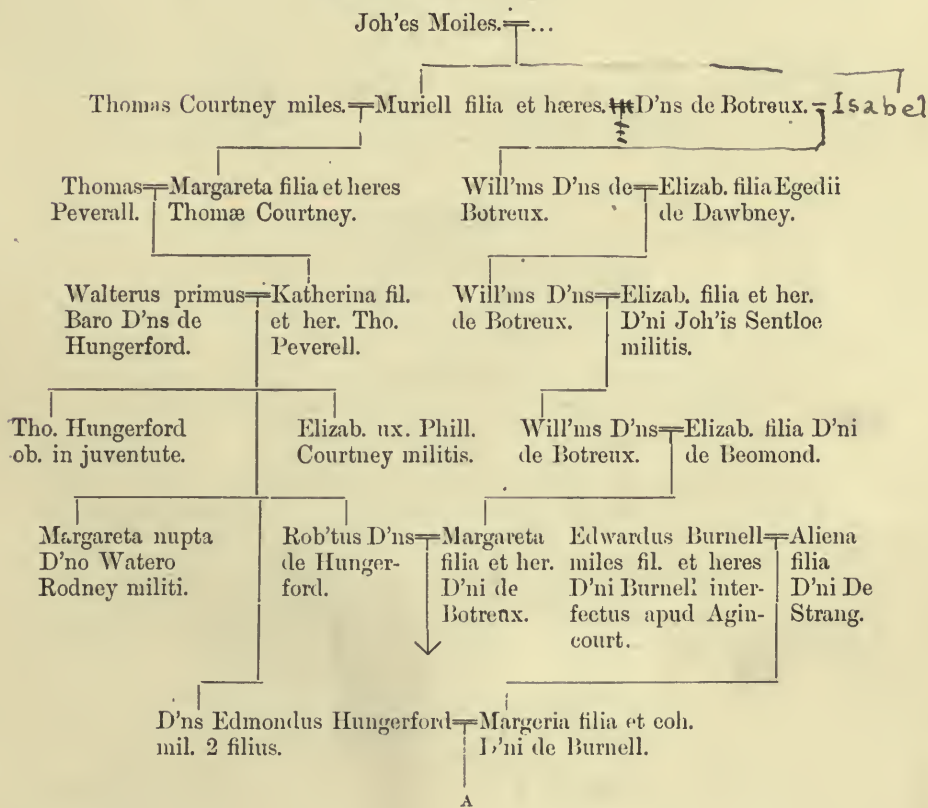 Joh'es Moiles.=...
Thomas Courtney miles.=Muriell filia et hæres. D'ns de Botreux.-Isabel
Thomas=Margareta filia et heres
Peverall. Thomæ Courtney.
Will'ms D'ns de=Elizab. filia Egedii
Botreux. de Dawbney.
Walterus primus=Katherina fil.
Baro D'ns de et her. Tho.
Hungerford. Peverell.
Will'ms D'ns=Elizab. filia et her.
de Botreux. D'ni Joh'is Sentloe
militis.
Tho. Hungerford
ob. in juventute.
Elizab. ux. Phill.
Courtney militis.
Will'ms D'ns=Elizab. filia D'ni
de Botreux. de Beomond.
Margareta nupta
D'no Watero
Rodney militi.
Rob'tus D'ns=Margareta
de Hunger- filia et her.
ford. D'ni de
Botreux.
Edwardus Burnell=Aliena
miles fil. et heres filia
D'ni Burnell inter- D'ni De
fectus apud Agin- Strang.
court.
D'ns Edmondus Hungerford=Margeria filia et coh.
mil. 2 filius. D'ni de Burnell.
A